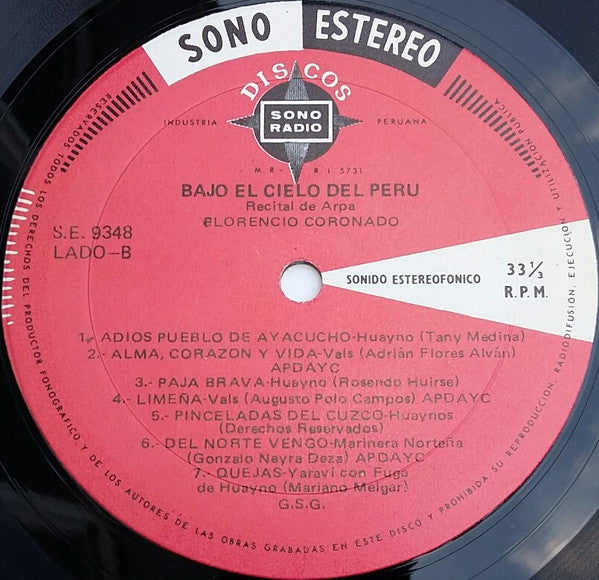 SONO ESTEREO
DISCOS
SONO
RADIO
INDUSTRIA PERUANA
M R - R I 5731
BAJO EL CIELO DEL PERU
Recital de Arpa
FLORENCIO CORONADO
S.E. 9348
LADO-B
SONIDO ESTEREOFONICO
33⅓
R.P.M.
1.- ADIOS PUEBLO DE AYACUCHO-Huayno (Tany Medina)
2.- ALMA, CORAZON Y VIDA-Vals (Adrián Flores Alván)
APDAYC
3.- PAJA BRAVA-Huayno (Rosendo Huirse)
4.- LIMEÑA-Vals (Augusto Polo Campos) APDAYC
5.- PINCELADAS DEL CUZCO-Huaynos
(Derechos Reservados)
6.- DEL NORTE VENGO-Marinera Norteña
(Gonzalo Neyra Deza) APDAYC
7.- QUEJAS-Yaraví con Fuga
de Huayno (Mariano Melgar)
G.S.G.
RESERVADOS TODOS LOS DERECHOS DEL PRODUCTOR FONOGRAFICO Y DE LOS AUTORES DE LAS OBRAS GRABADAS EN ESTE DISCO Y PROHIBIDA SU REPRODUCCION, RADIODIFUSION, EJECUCION Y UTILIZACION PUBLICA